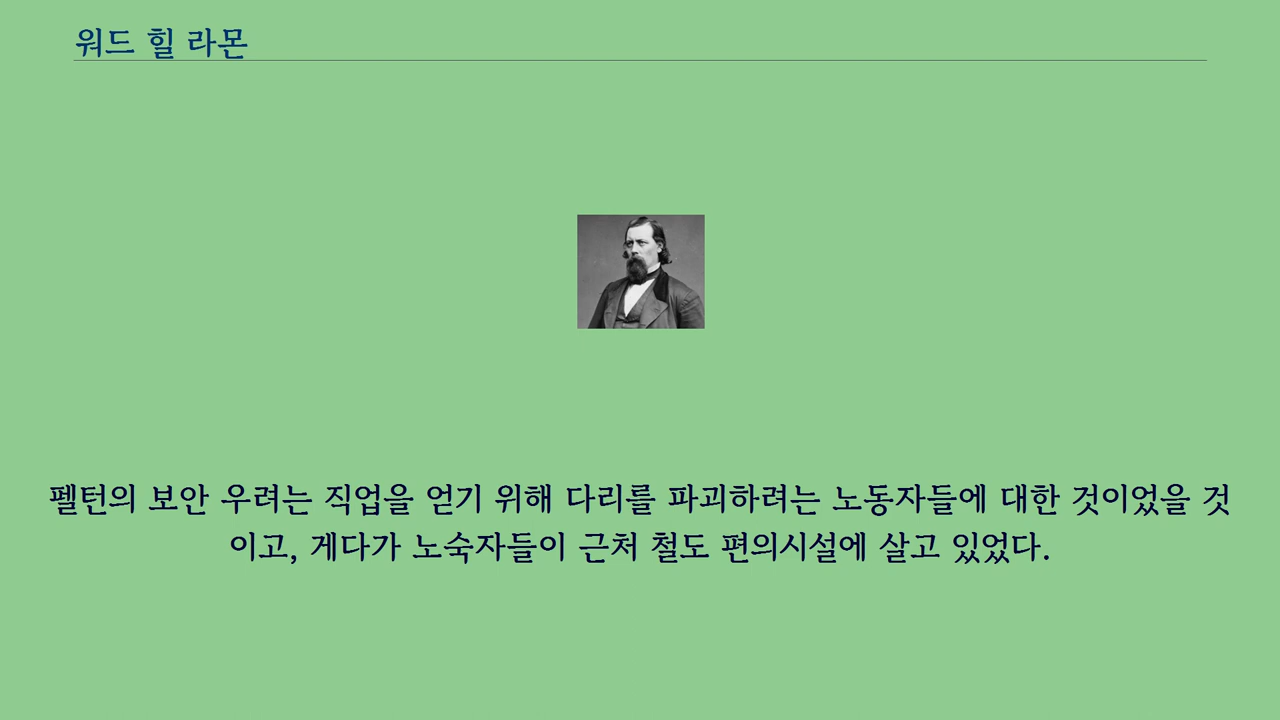 워드 힐 라몬
펠턴의 보안 우려는 직업을 얻기 위해 다리를 파괴하려는 노동자들에 대한 것이었을 것
이고, 게다가 노숙자들이 근처 철도 편의시설에 살고 있었다.